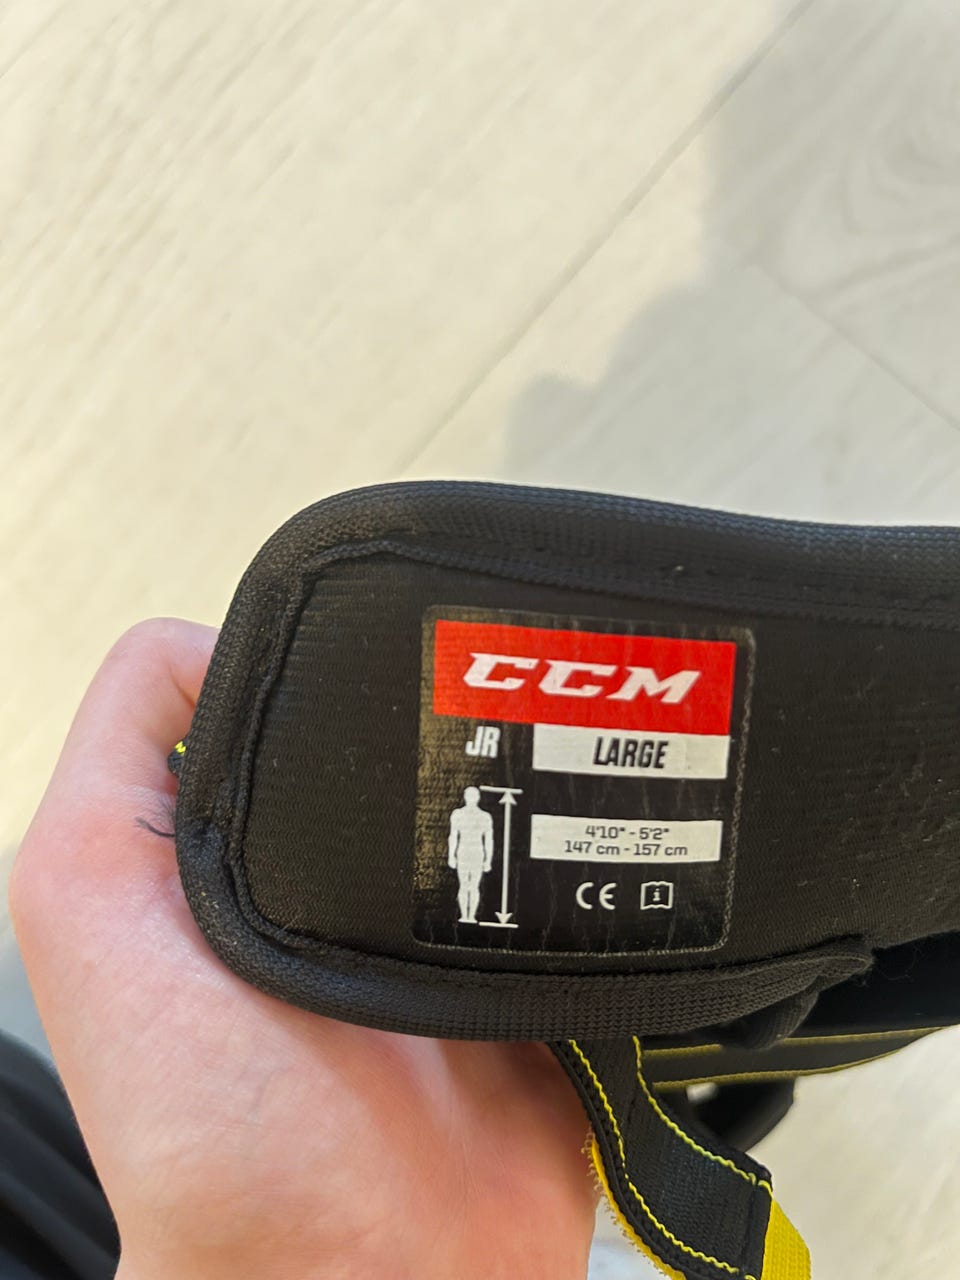 CCM
JR LARGE
4'10" - 5'2"
147 cm - 157 cm
CE i